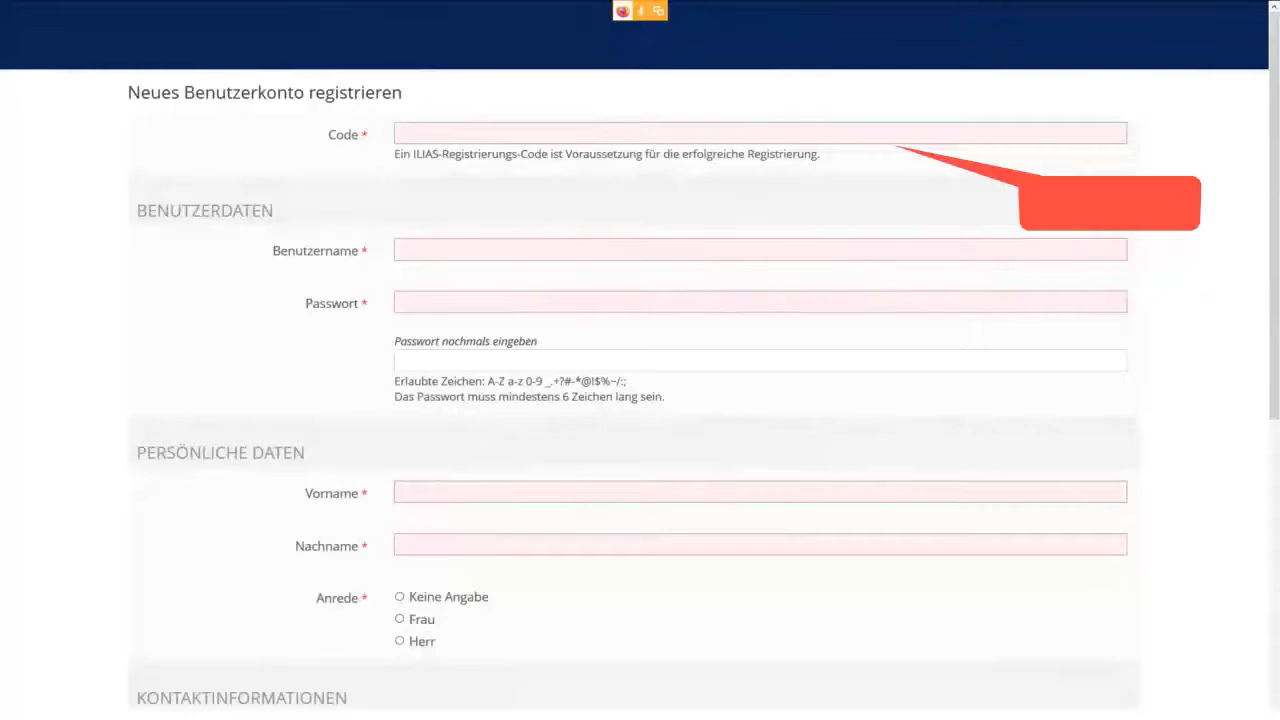 Neues Benutzerkonto registrieren
Code *
Ein ILIAS-Registrierungs-Code ist Voraussetzung für die erfolgreiche Registrierung.
BENUTZERDATEN
Benutzername *
Passwort *
Passwort nochmals eingeben
Erlaubte Zeichen: A-Z a-z 0-9 _.+?#-*@!$%~/:;
Das Passwort muss mindestens 6 Zeichen lang sein.
PERSÖNLICHE DATEN
Vorname *
Nachname *
Anrede *
Keine Angabe
Frau
Herr
KONTAKTINFORMATIONEN